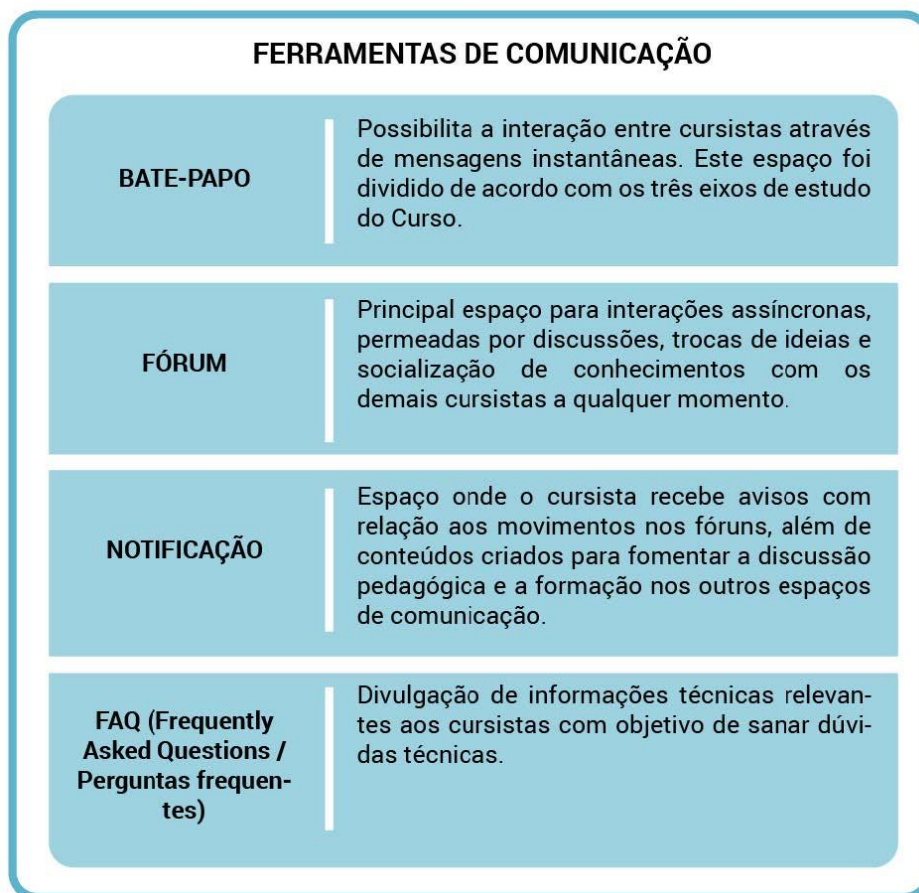 FERRAMENTAS DE COMUNICAÇÃO
BATE-PAPO
Possibilita a interação entre cursistas através
de mensagens instantâneas. Este espaço foi
dividido de acordo com os três eixos de estudo
do Curso.
FÓRUM
Principal espaço para interações assíncronas,
permeadas por discussões, trocas de ideias e
socialização de conhecimentos com os
demais cursistas a qualquer momento.
NOTIFICAÇÃO
Espaço onde o cursista recebe avisos com
relação aos movimentos nos fóruns, além de
conteúdos criados para fomentar a discussão
pedagógica e a formação nos outros espaços
de comunicação.
FAQ (Frequently
Asked Questions /
Perguntas frequen-
tes)
Divulgação de informações técnicas relevan-
tes aos cursistas com objetivo de sanar dúvi-
das técnicas.